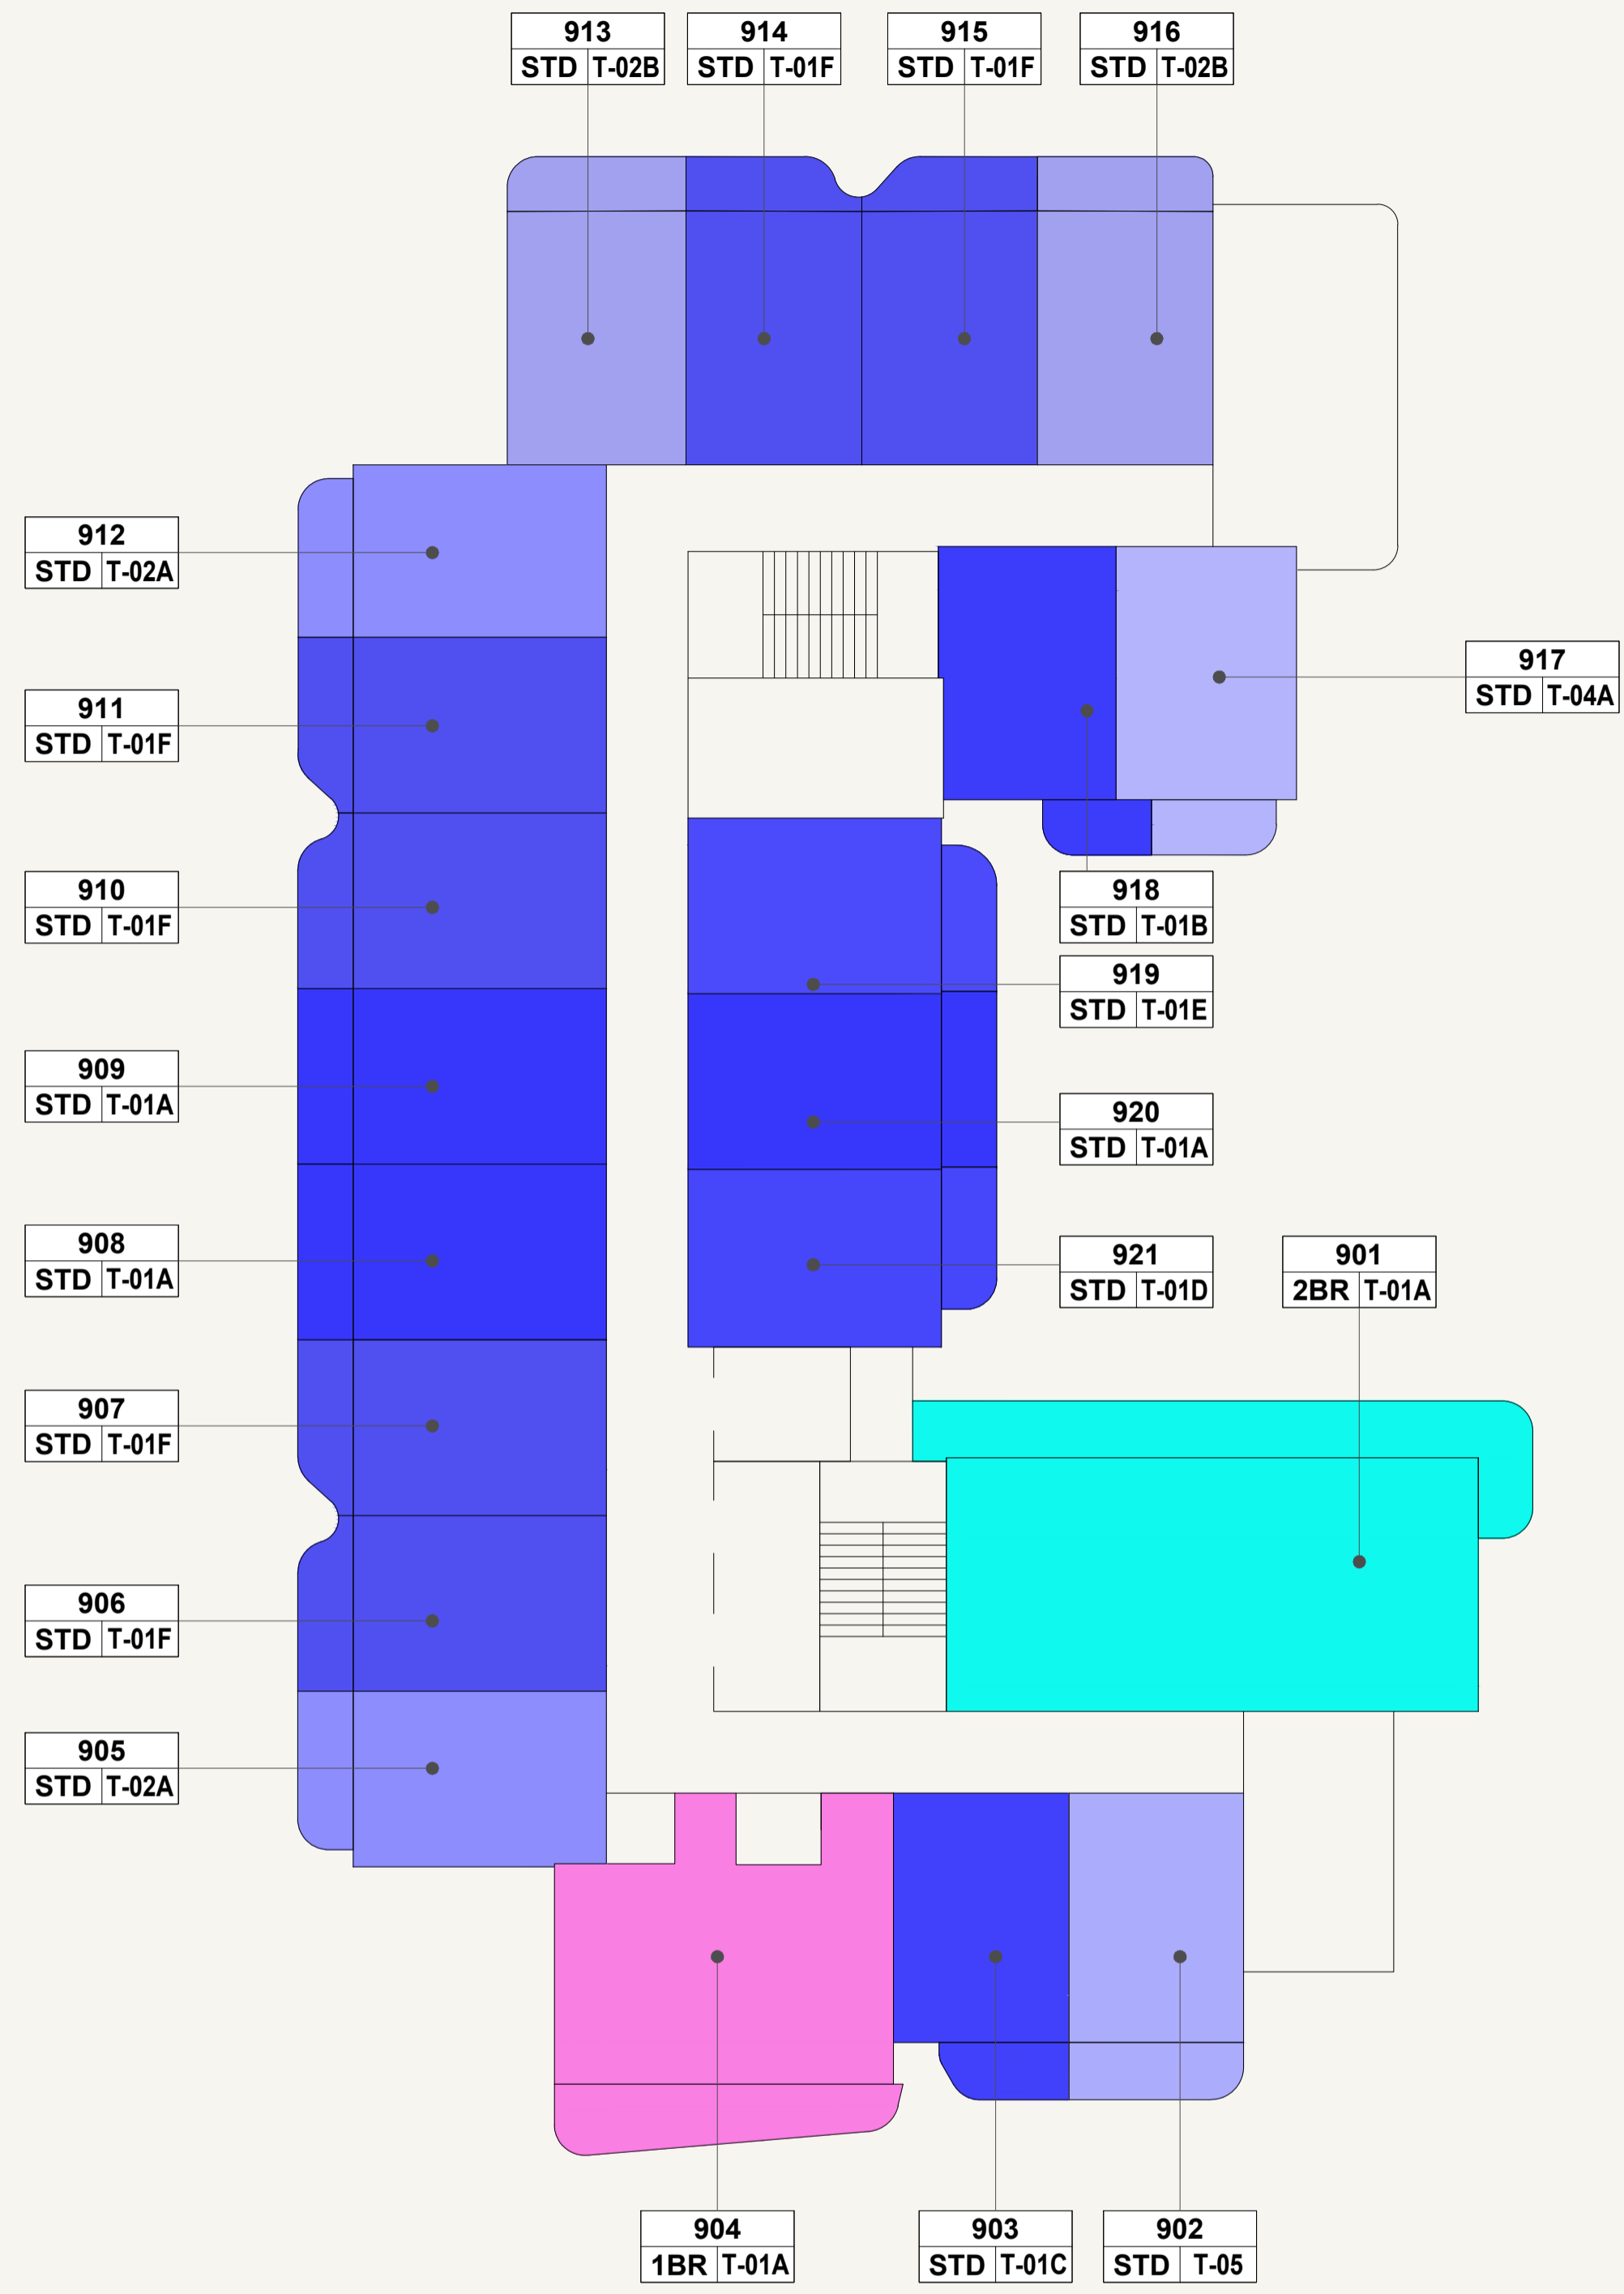 913
STD T-02B
914
STD T-01F
915
STD T-01F
916
STD T-02B
912
STD T-02A
911
STD T-01F
917
STD T-04A
910
STD T-01F
918
STD T-01B
919
STD T-01E
909
STD T-01A
920
STD T-01A
908
STD T-01A
921
STD T-01D
901
2BR T-01A
907
STD T-01F
906
STD T-01F
905
STD T-02A
904
1BR T-01A
903
STD T-01C
902
STD T-05